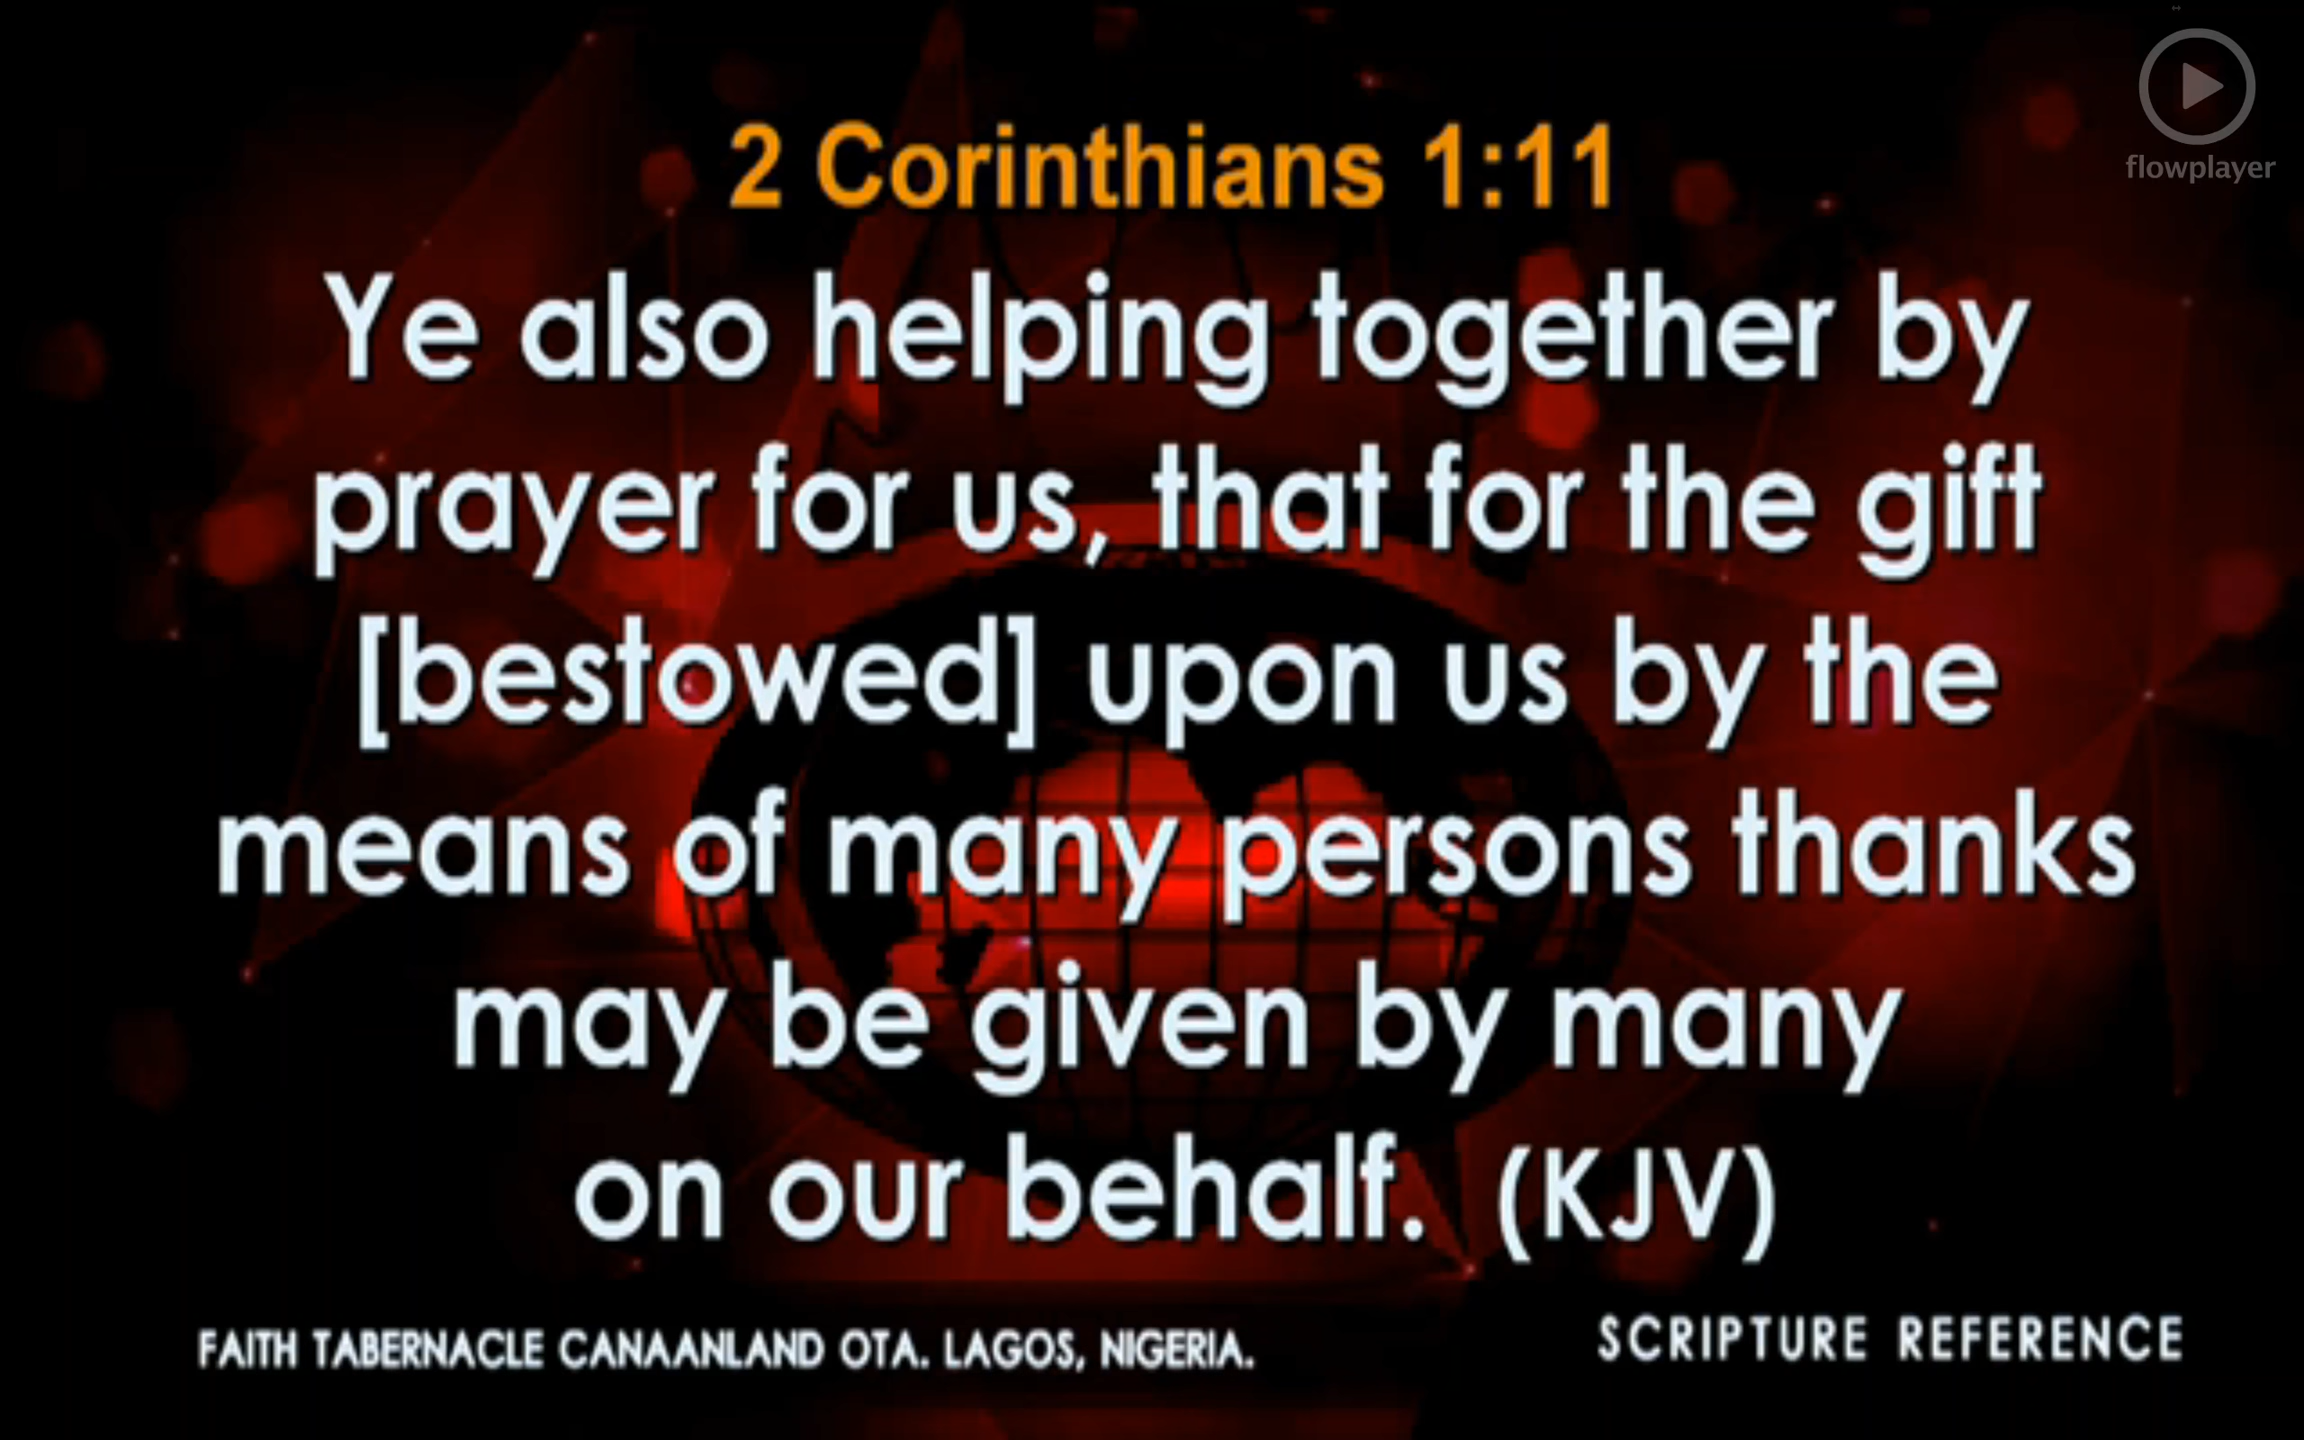 flowplayer
2 Corinthians 1:11
Ye also helping together by
prayer for us, that for the gift
[bestowed] upon us by the
means of many persons thanks
may be given by many
on our behalf. (KJV)
FAITH TABERNACLE CANAANLAND OTA. LAGOS, NIGERIA.
SCRIPTURE REFERENCE